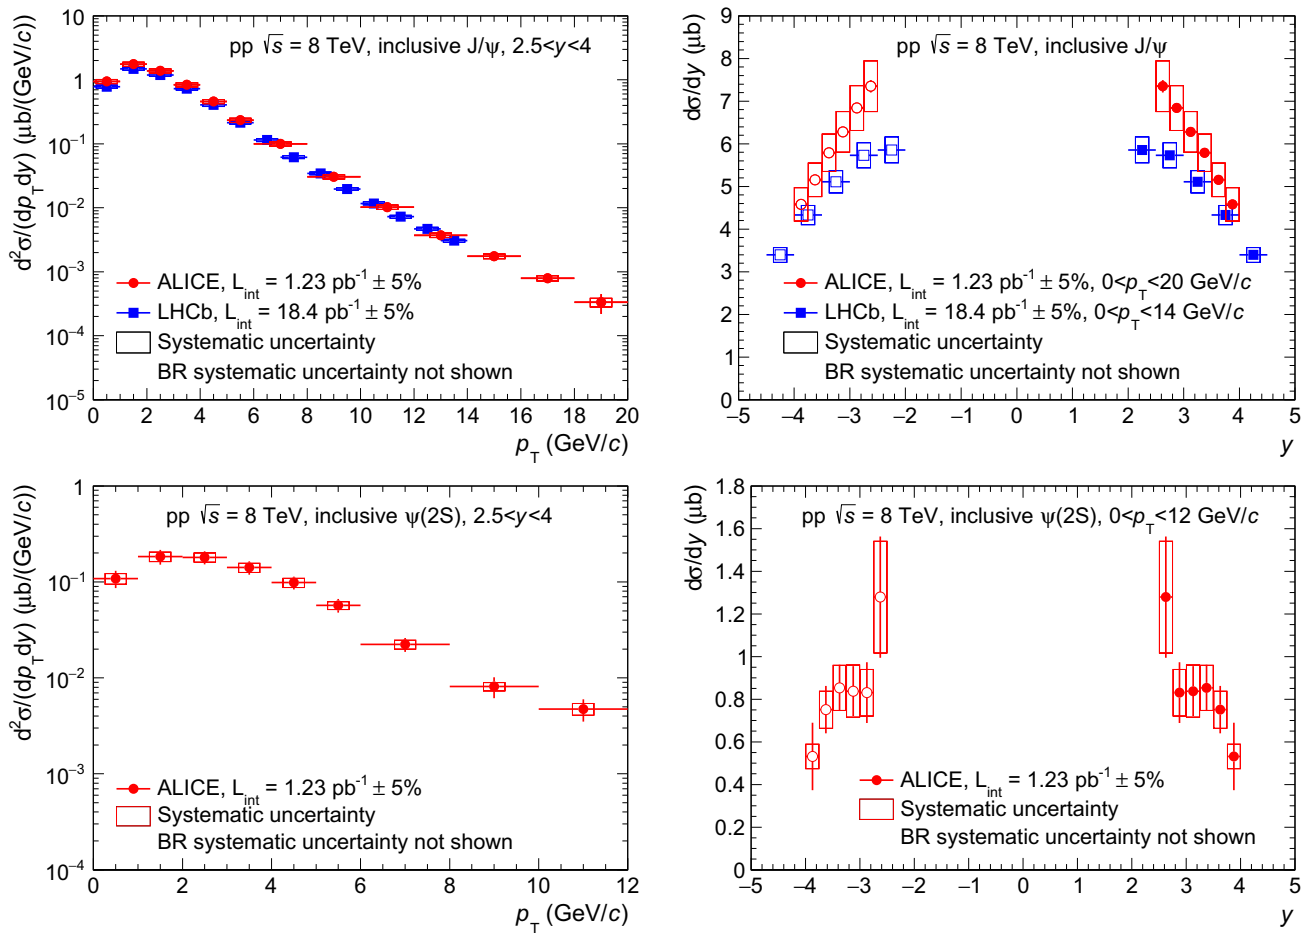 pp √s = 8 TeV, inclusive J/ψ, 2.5<y<4
d²σ/(dp_T dy) (μb/(GeV/c))
10
1
10⁻¹
10⁻²
10⁻³
10⁻⁴
10⁻⁵
ALICE, L_int = 1.23 pb⁻¹ ± 5%
LHCb, L_int = 18.4 pb⁻¹ ± 5%
Systematic uncertainty
BR systematic uncertainty not shown
0 2 4 6 8 10 12 14 16 18 20
p_T (GeV/c)
pp √s = 8 TeV, inclusive J/ψ
dσ/dy (μb)
9
8
7
6
5
4
3
2
1
0
ALICE, L_int = 1.23 pb⁻¹ ± 5%, 0<p_T<20 GeV/c
LHCb, L_int = 18.4 pb⁻¹ ± 5%, 0<p_T<14 GeV/c
Systematic uncertainty
BR systematic uncertainty not shown
−5 −4 −3 −2 −1 0 1 2 3 4 5
y
pp √s = 8 TeV, inclusive ψ(2S), 2.5<y<4
d²σ/(dp_T dy) (μb/(GeV/c))
1
10⁻¹
10⁻²
10⁻³
10⁻⁴
ALICE, L_int = 1.23 pb⁻¹ ± 5%
Systematic uncertainty
BR systematic uncertainty not shown
0 2 4 6 8 10 12
p_T (GeV/c)
pp √s = 8 TeV, inclusive ψ(2S), 0<p_T<12 GeV/c
dσ/dy (μb)
1.8
1.6
1.4
1.2
1
0.8
0.6
0.4
0.2
0
ALICE, L_int = 1.23 pb⁻¹ ± 5%
Systematic uncertainty
BR systematic uncertainty not shown
−5 −4 −3 −2 −1 0 1 2 3 4 5
y